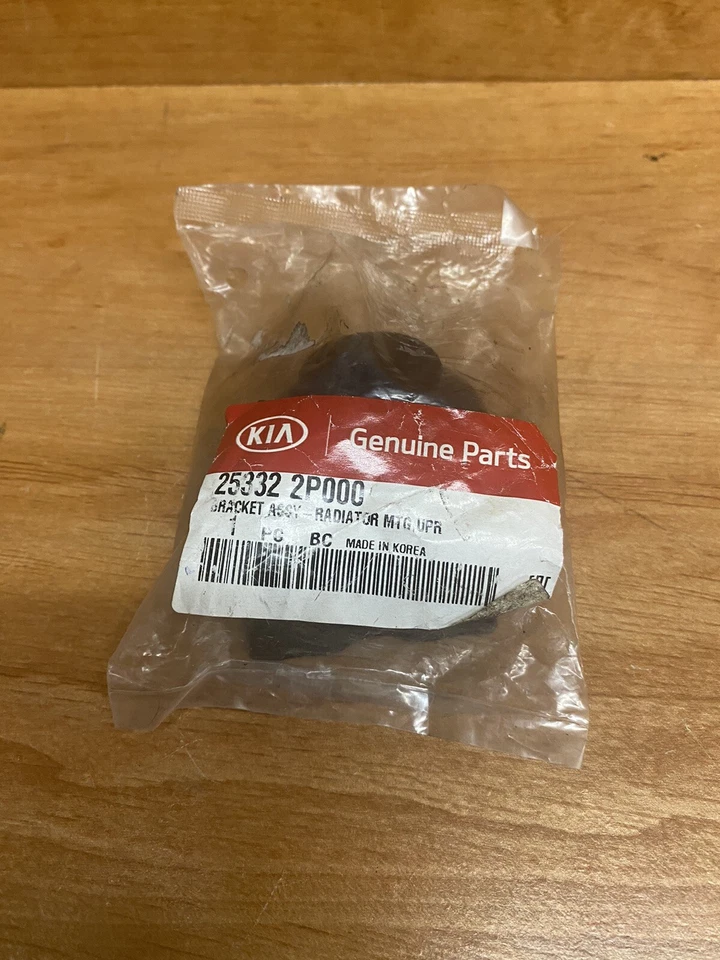 KIA Genuine Parts
25332 2P000
BRACKET ASSY-RADIATOR MTG,UPR
1 PC BC MADE IN KOREA